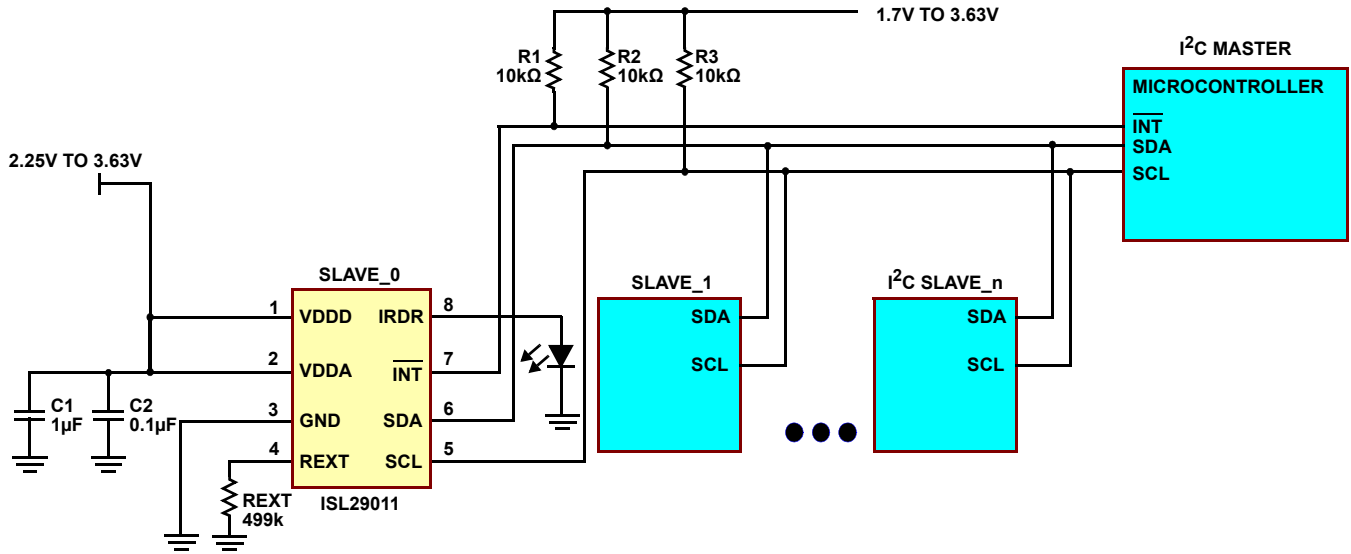 1.7V TO 3.63V
R1
10kΩ
R2
10kΩ
R3
10kΩ
I²C MASTER
MICROCONTROLLER
INT
SDA
SCL
2.25V TO 3.63V
SLAVE_0
1
VDDD
IRDR
8
2
VDDA
INT
7
3
GND
SDA
6
4
REXT
SCL
5
ISL29011
C1
1µF
C2
0.1µF
REXT
499k
SLAVE_1
SDA
SCL
I²C SLAVE_n
SDA
SCL